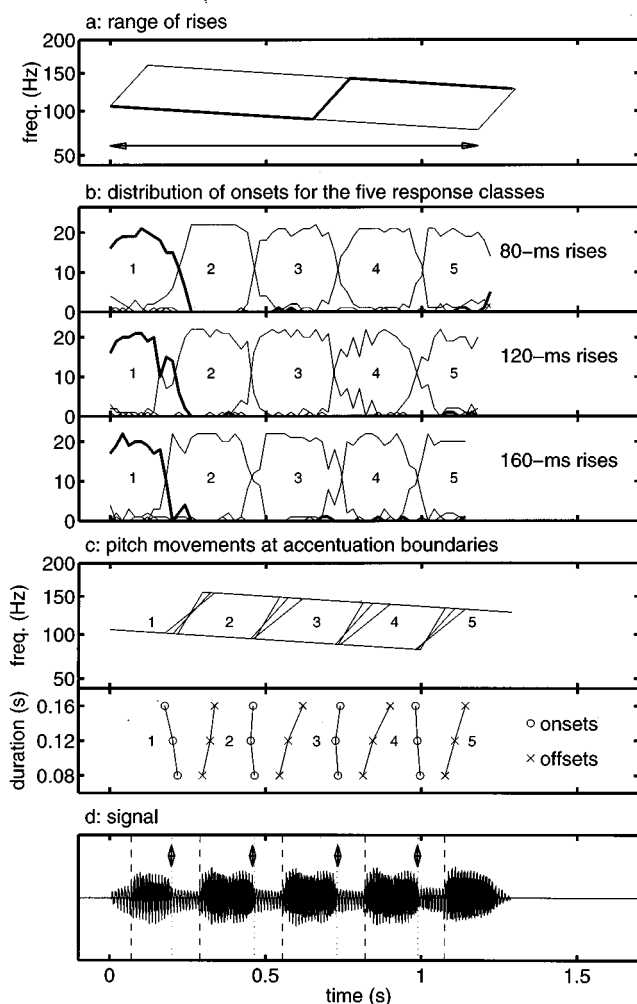 a: range of rises
freq. (Hz)
200
150
100
50
b: distribution of onsets for the five response classes
20
10
0
1 2 3 4 5
80-ms rises
20
10
0
1 2 3 4 5
120-ms rises
20
10
0
1 2 3 4 5
160-ms rises
c: pitch movements at accentuation boundaries
freq. (Hz)
200
150
100
50
1 2 3 4 5
duration (s)
0.16
0.12
0.08
1 2 3 4 5
onsets
offsets
d: signal
0 0.5 1 1.5
time (s)